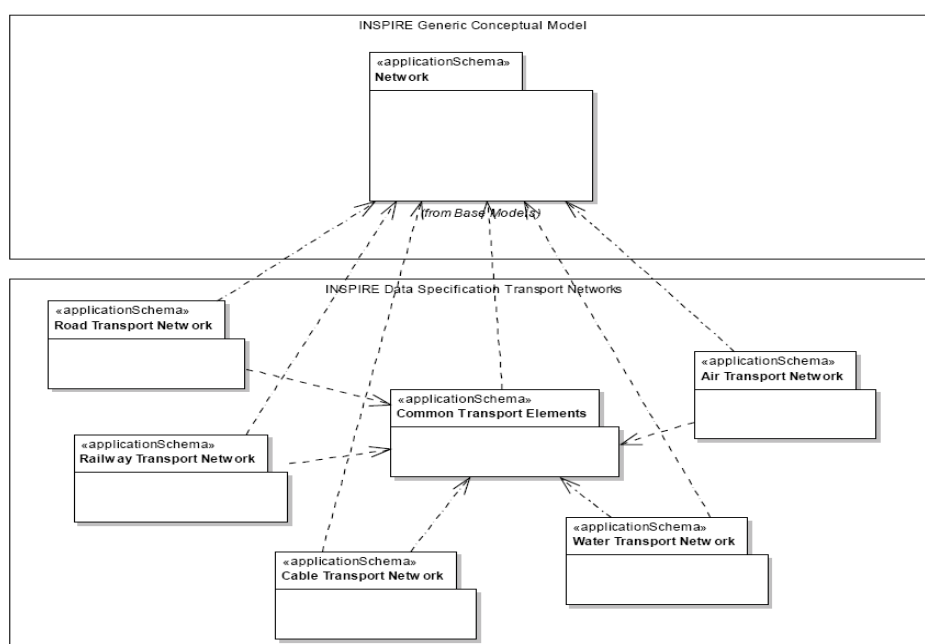 INSPIRE Generic Conceptual Model
«applicationSchema»
Network
(from Base Models)
INSPIRE Data Specification Transport Networks
«applicationSchema»
Road Transport Network
«applicationSchema»
Air Transport Network
«applicationSchema»
Common Transport Elements
«applicationSchema»
Railway Transport Network
«applicationSchema»
Water Transport Network
«applicationSchema»
Cable Transport Network